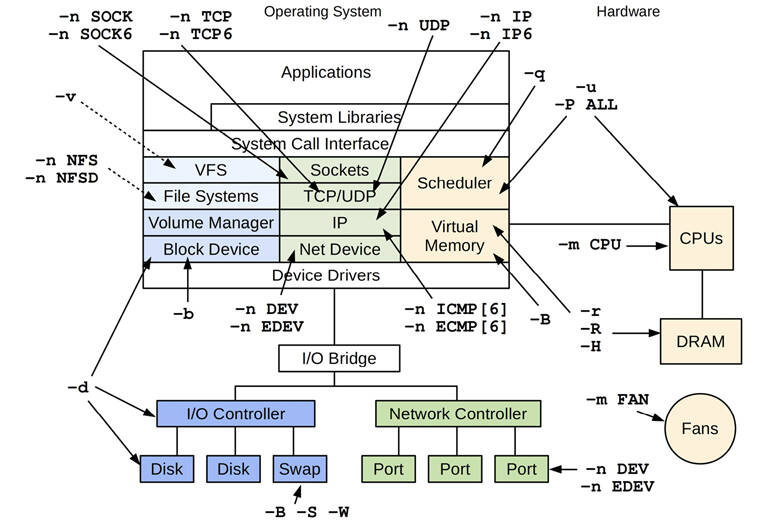 Operating System
Hardware
–n SOCK
–n SOCK6
–n TCP
–n TCP6
–n UDP
–n IP
–n IP6
Applications
–q
–u
–P ALL
–v
System Libraries
System Call Interface
–n NFS
–n NFSD
VFS
Sockets
Scheduler
File Systems
TCP/UDP
Volume Manager
IP
Virtual
Memory
Block Device
Net Device
Device Drivers
CPUs
–m CPU
–b
–n DEV
–n EDEV
–n ICMP[6]
–n ECMP[6]
–B
–r
–R
–H
DRAM
I/O Bridge
–d
I/O Controller
Network Controller
–m FAN
Fans
Disk
Disk
Swap
Port
Port
Port
–n DEV
–n EDEV
–B –S –W